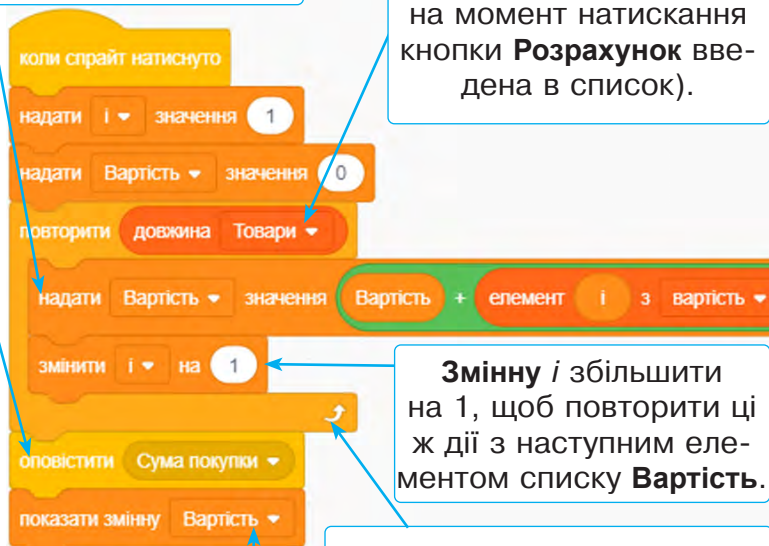 на момент натискання
кнопки Розрахунок вве-
дена в список).
коли спрайт натиснуто
надати і значення 1
надати Вартість значення 0
повторити довжина Товари
надати Вартість значення Вартість + елемент і з вартість
змінити і на 1
Змінну і збільшити
на 1, щоб повторити ці
ж дії з наступним еле-
ментом списку Вартість.
оповістити Сума покупки
показати змінну Вартість